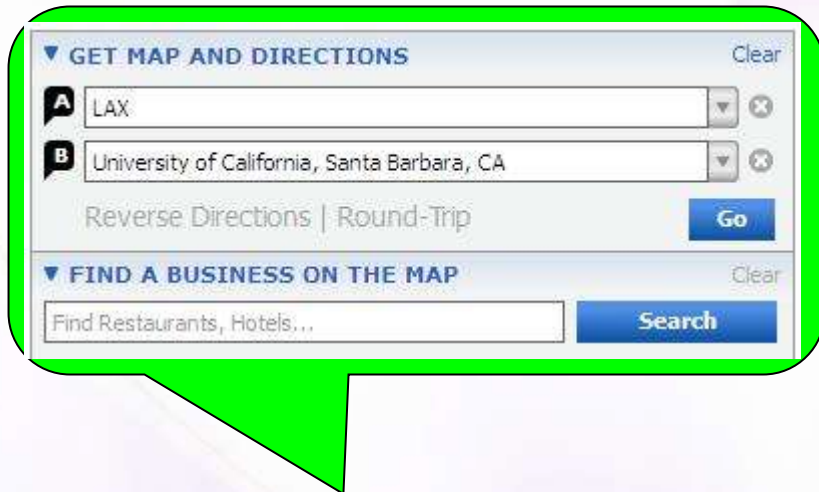 GET MAP AND DIRECTIONS Clear
A LAX
B University of California, Santa Barbara, CA
Reverse Directions | Round-Trip Go
FIND A BUSINESS ON THE MAP Clear
Find Restaurants, Hotels... Search